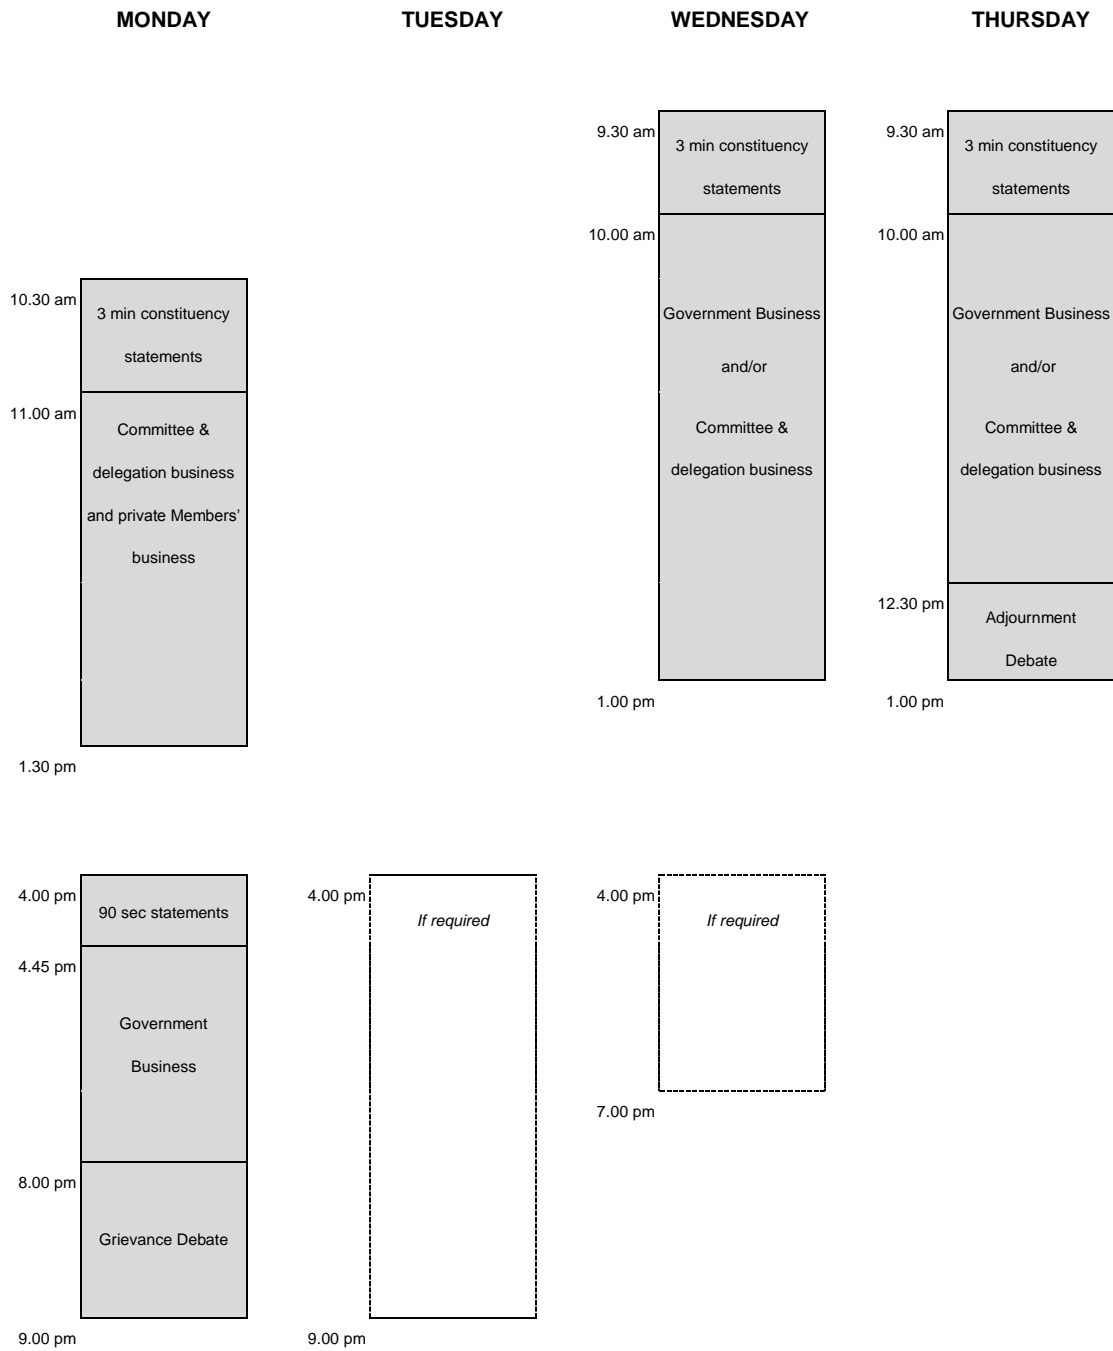 MONDAY
10.30 am
3 min constituency
statements
11.00 am
Committee &
delegation business
and private Members’
business
1.30 pm
4.00 pm
90 sec statements
4.45 pm
Government
Business
8.00 pm
Grievance Debate
9.00 pm
TUESDAY
4.00 pm
If required
9.00 pm
WEDNESDAY
9.30 am
3 min constituency
statements
10.00 am
Government Business
and/or
Committee &
delegation business
1.00 pm
4.00 pm
If required
7.00 pm
THURSDAY
9.30 am
3 min constituency
statements
10.00 am
Government Business
and/or
Committee &
delegation business
12.30 pm
Adjournment
Debate
1.00 pm